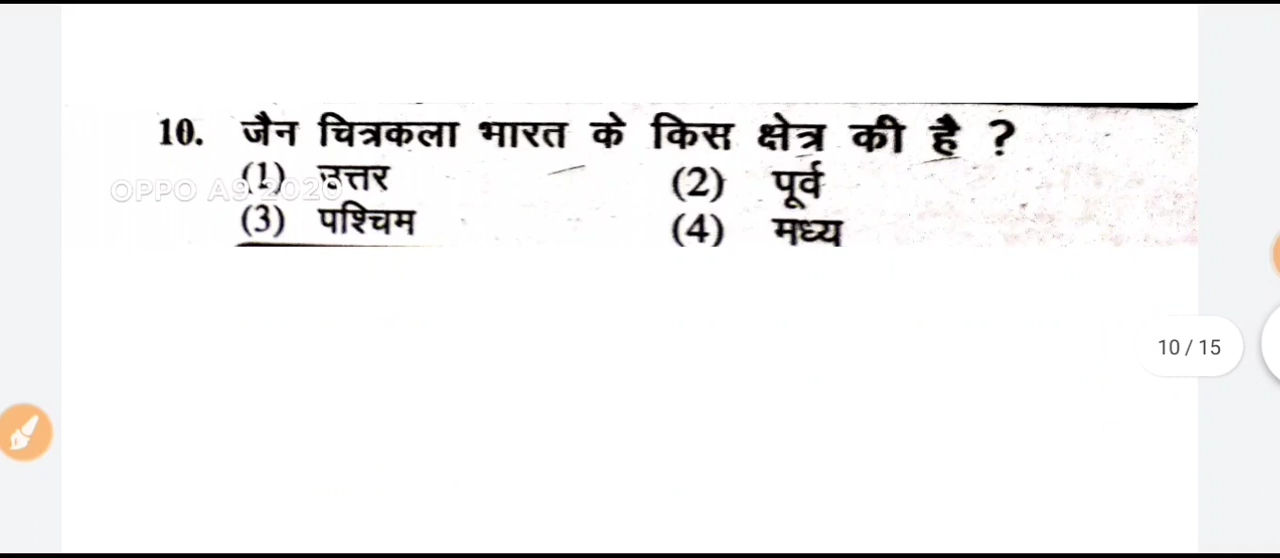 10. जैन चित्रकला भारत के किस क्षेत्र की है ?
(1) उत्तर (2) पूर्व
OPPO A9 2020
(3) पश्चिम (4) मध्य
10 / 15